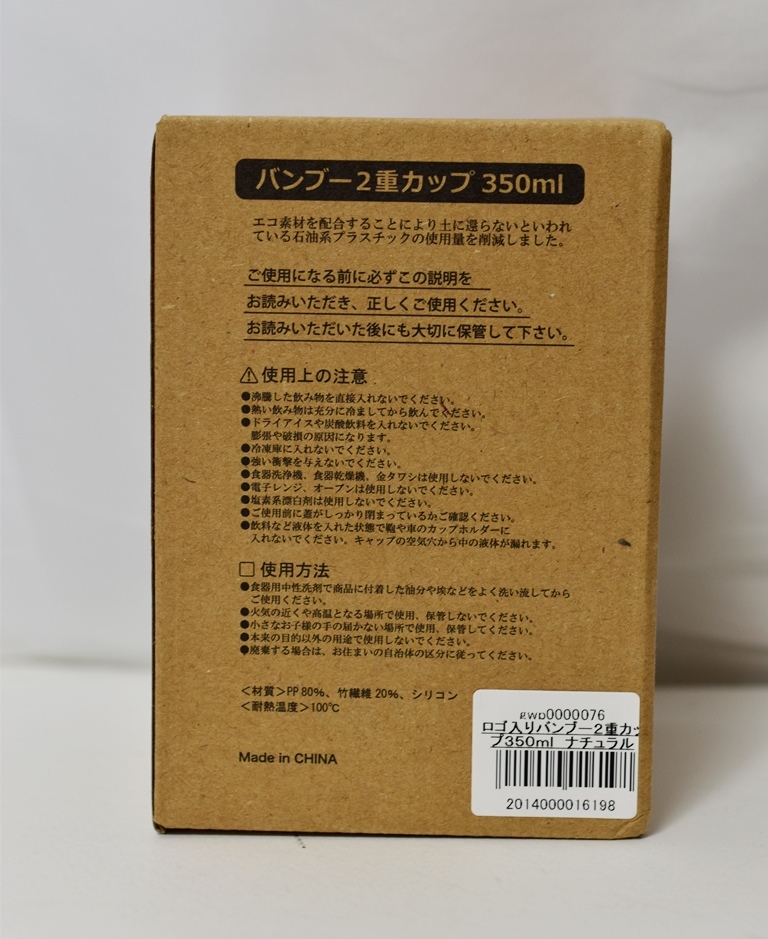 バンブー2重カップ 350ml
エコ素材を配合することにより土に還らないといわれ
ている石油系プラスチックの使用量を削減しました。
ご使用になる前に必ずこの説明を
お読みいただき、正しくご使用ください。
お読みいただいた後にも大切に保管して下さい。
⚠使用上の注意
●沸騰した飲み物を直接入れないでください。
●熱い飲み物は充分に冷ましてから飲んでください。
●ドライアイスや炭酸飲料を入れないでください。
膨張や破損の原因になります。
●冷凍庫に入れないでください。
●強い衝撃を与えないでください。
●食器洗浄機、食器乾燥機、金タワシは使用しないでください。
●電子レンジ、オーブンは使用しないでください。
●塩素系漂白剤は使用しないでください。
●ご使用前に蓋がしっかり閉まっているかご確認ください。
●飲料など液体を入れた状態で鞄や車のカップホルダーに
入れないでください。キャップの空気穴から中の液体が漏れます。
□ 使用方法
●食器用中性洗剤で商品に付着した油分や埃などをよく洗い流してから
ご使用ください。
●火気の近くや高温となる場所で使用、保管しないでください。
●小さなお子様の手の届かない場所で使用、保管してください。
●本来の目的以外の用途で使用しないでください。
●廃棄する場合は、お住まいの自治体の区分に従ってください。
＜材質＞PP 80%、竹繊維 20%、シリコン
＜耐熱温度＞100℃
Made in CHINA
gwb0000076
ロゴ入りバンブー2重カッ
プ350ml ナチュラル
2014000016198